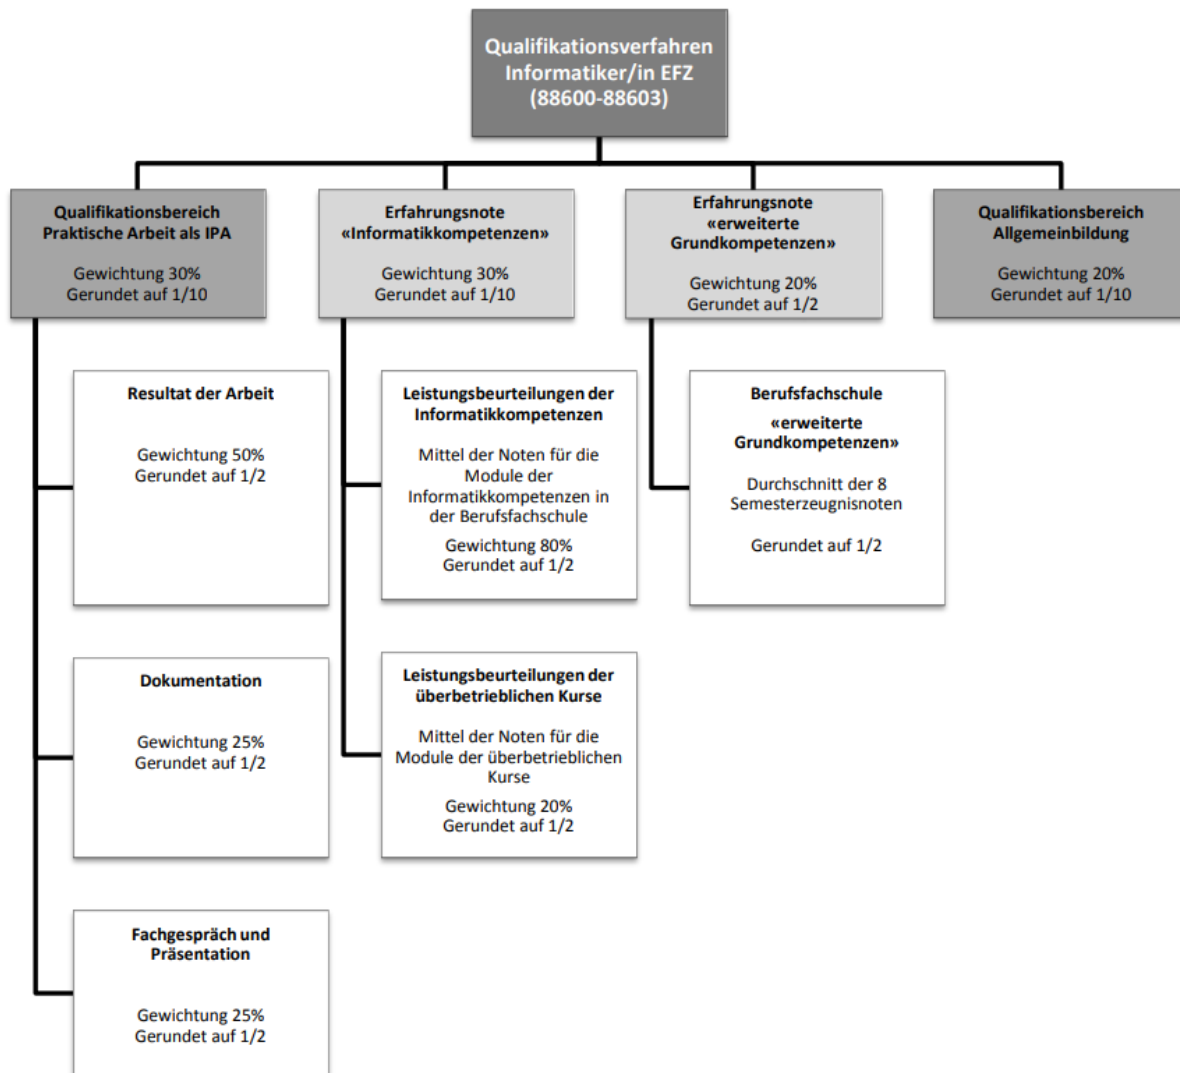 Qualifikationsverfahren
Informatiker/in EFZ
(88600-88603)
Qualifikationsbereich
Praktische Arbeit als IPA
Gewichtung 30%
Gerundet auf 1/10
Erfahrungsnote
«Informatikkompetenzen»
Gewichtung 30%
Gerundet auf 1/10
Erfahrungsnote
«erweiterte
Grundkompetenzen»
Gewichtung 20%
Gerundet auf 1/2
Qualifikationsbereich
Allgemeinbildung
Gewichtung 20%
Gerundet auf 1/10
Resultat der Arbeit
Gewichtung 50%
Gerundet auf 1/2
Leistungsbeurteilungen der
Informatikkompetenzen
Mittel der Noten für die
Module der
Informatikkompetenzen in
der Berufsfachschule
Gewichtung 80%
Gerundet auf 1/2
Berufsfachschule
«erweiterte
Grundkompetenzen»
Durchschnitt der 8
Semesterzeugnisnoten
Gerundet auf 1/2
Dokumentation
Gewichtung 25%
Gerundet auf 1/2
Leistungsbeurteilungen der
überbetrieblichen Kurse
Mittel der Noten für die
Module der überbetrieblichen
Kurse
Gewichtung 20%
Gerundet auf 1/2
Fachgespräch und
Präsentation
Gewichtung 25%
Gerundet auf 1/2